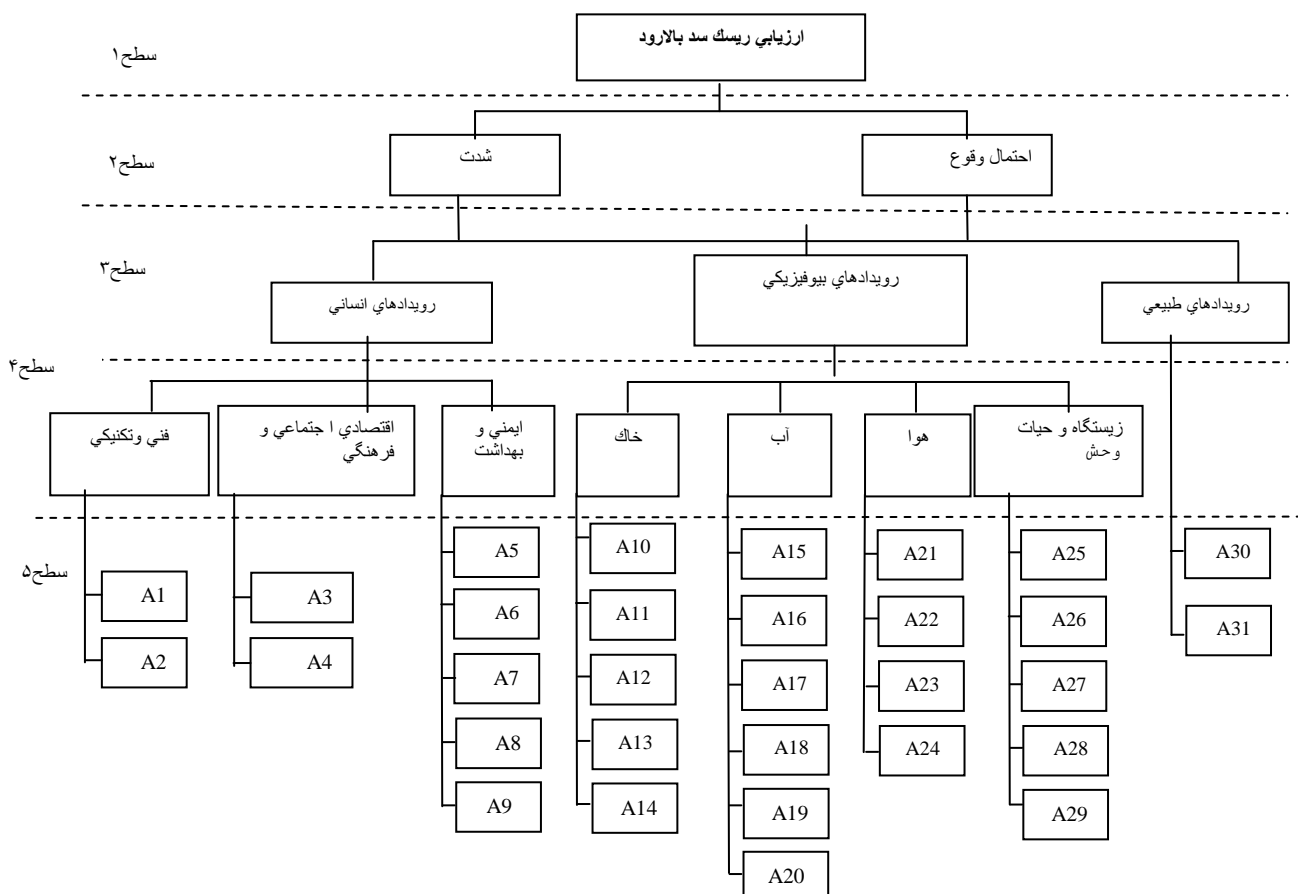 ارزيابي ريسك سد بالارود
سطح۱
احتمال وقوع
شدت
سطح۲
رويدادهاي طبيعي
رويدادهاي بيوفيزيكي
رويدادهاي انساني
سطح۳
سطح۴
زيستگاه و حيات
وحش
هوا
آب
خاك
ايمني و
بهداشت
اقتصادي ا جتماعي و
فرهنگي
فني وتكنيكي
سطح۵
A30
A31
A25
A26
A27
A28
A29
A21
A22
A23
A24
A15
A16
A17
A18
A19
A20
A10
A11
A12
A13
A14
A5
A6
A7
A8
A9
A3
A4
A1
A2